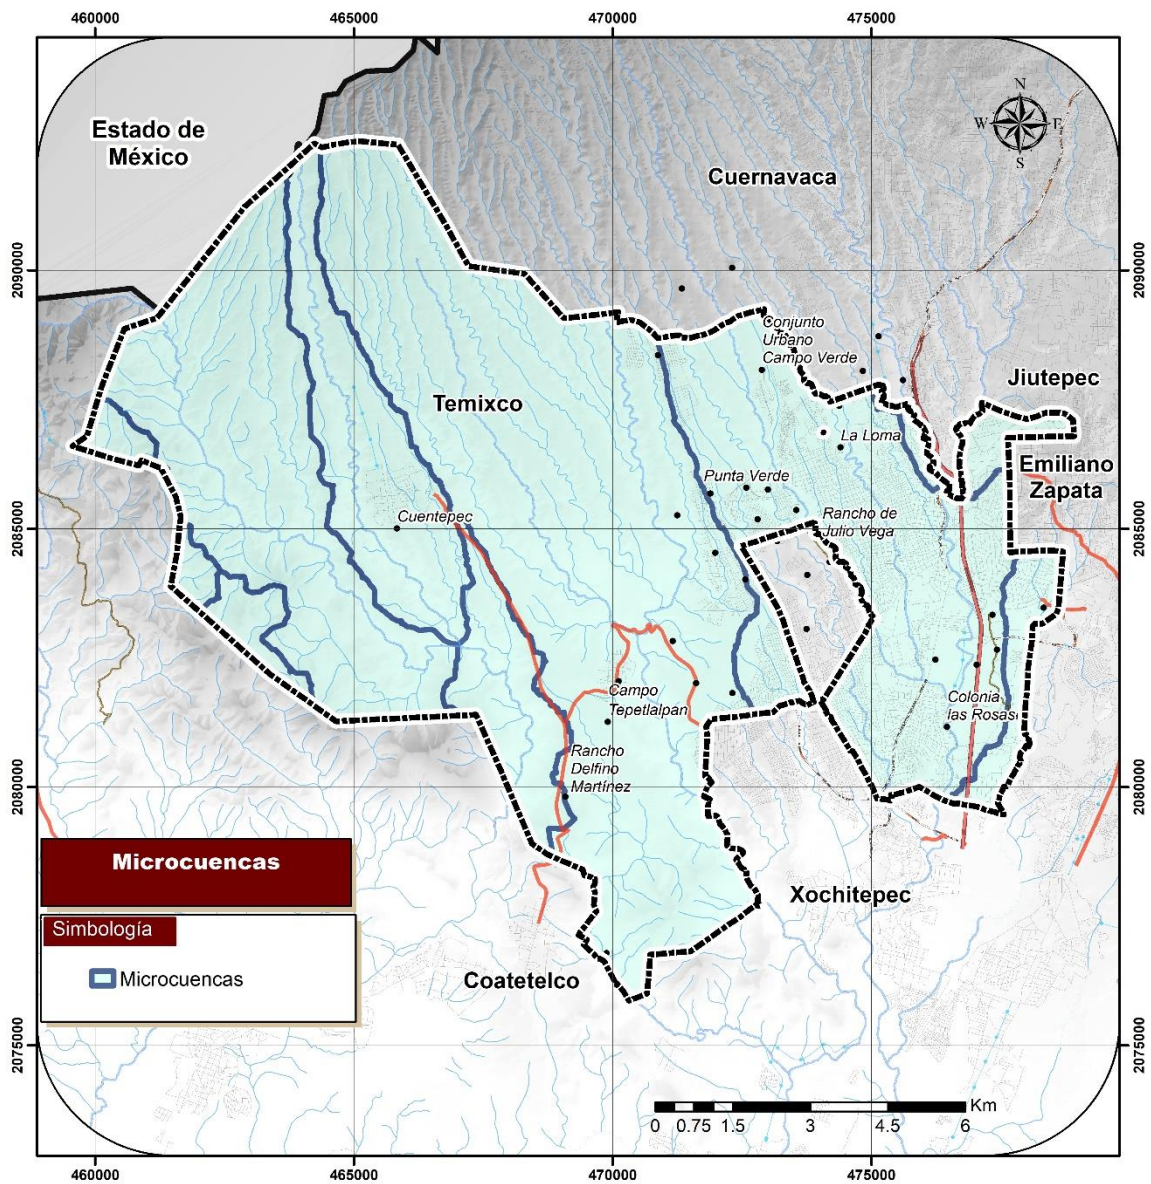 460000
465000
470000
475000
Estado de
México
N
W
E
S
Cuernavaca
2090000
2090000
Conjunto
Urbano
Campo Verde
Jiutepec
Temixco
La Loma
Emiliano
Zapata
Punta Verde
Cuentepec
Rancho de
Julio Vega
2085000
2085000
Campo
Tepetlalpan
Colonia
las Rosas
Rancho
Delfino
Martínez
2080000
2080000
Microcuencas
Xochitepec
Simbología
Microcuencas
Coatetelco
2075000
2075000
Km
0 0.75 1.5 3 4.5 6
460000
465000
470000
475000